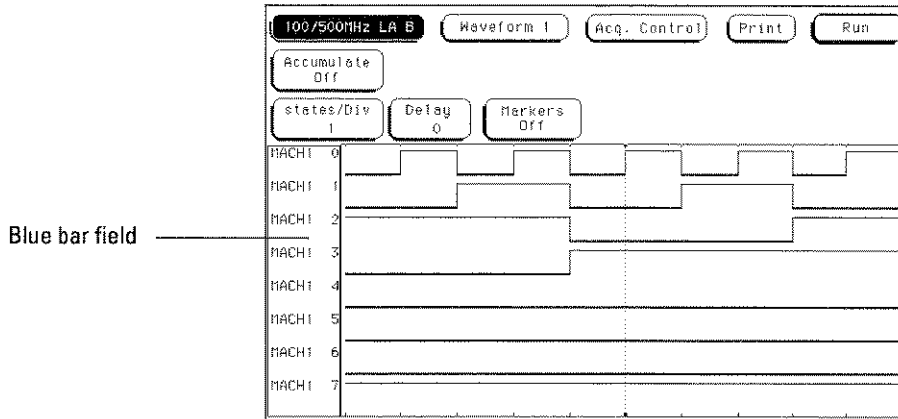 100/500MHz LA B Waveform 1 Acq. Control Print Run
Accumulate
Off
states/Div Delay Markers
1 0 Off
MACH1 0
MACH1 1
MACH1 2
Blue bar field
MACH1 3
MACH1 4
MACH1 5
MACH1 6
MACH1 7